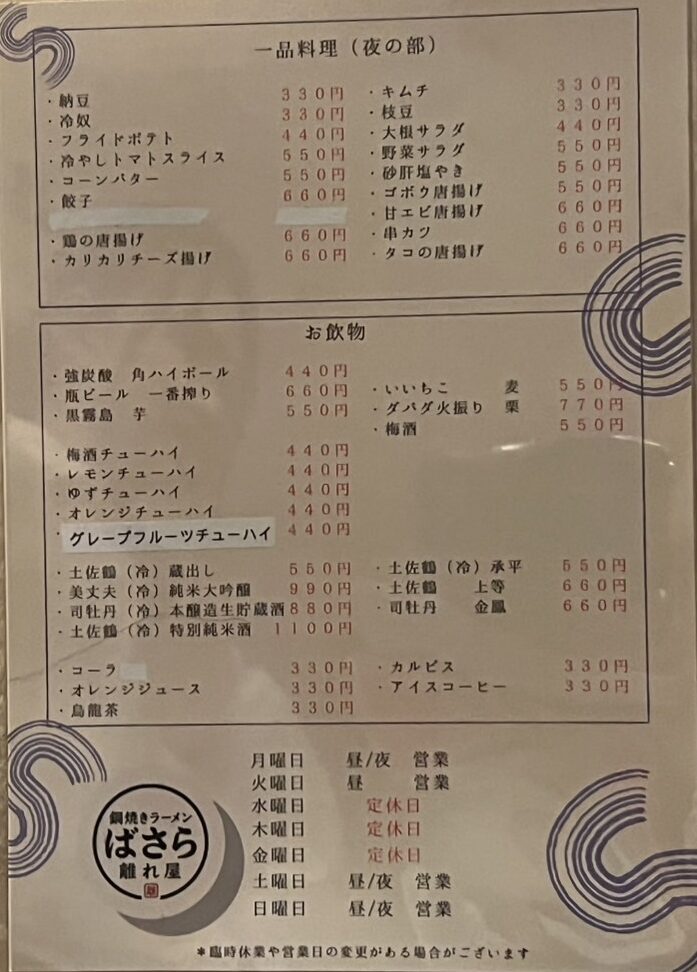 一品料理（夜の部）
・納豆 330円
・冷奴 330円
・フライドポテト 440円
・冷やしトマトスライス 550円
・コーンバター 550円
・餃子 660円
・鶏の唐揚げ 660円
・カリカリチーズ揚げ 660円
・キムチ 330円
・枝豆 330円
・大根サラダ 440円
・野菜サラダ 550円
・砂肝塩やき 550円
・ゴボウ唐揚げ 550円
・甘エビ唐揚げ 660円
・串カツ 660円
・タコの唐揚げ 660円
お飲物
・強炭酸 角ハイボール 440円
・瓶ビール 一番搾り 660円
・黒霧島 芋 550円
・いいちこ 麦 550円
・ダバダ火振り 栗 770円
・梅酒 550円
・梅酒チューハイ 440円
・レモンチューハイ 440円
・ゆずチューハイ 440円
・オレンジチューハイ 440円
・グレープフルーツチューハイ 440円
・土佐鶴（冷）蔵出し 550円
・美丈夫（冷）純米大吟醸 990円
・司牡丹（冷）本醸造生貯蔵酒 880円
・土佐鶴（冷）特別純米酒 1100円
・土佐鶴（冷）承平 550円
・土佐鶴 上等 660円
・司牡丹 金鳳 660円
・コーラ 330円
・オレンジジュース 330円
・烏龍茶 330円
・カルピス 330円
・アイスコーヒー 330円
月曜日 昼/夜 営業
火曜日 昼 営業
水曜日 定休日
木曜日 定休日
金曜日 定休日
土曜日 昼/夜 営業
日曜日 昼/夜 営業
鍋焼きラーメン
ばさら
離れ屋
＊臨時休業や営業日の変更がある場合がございます